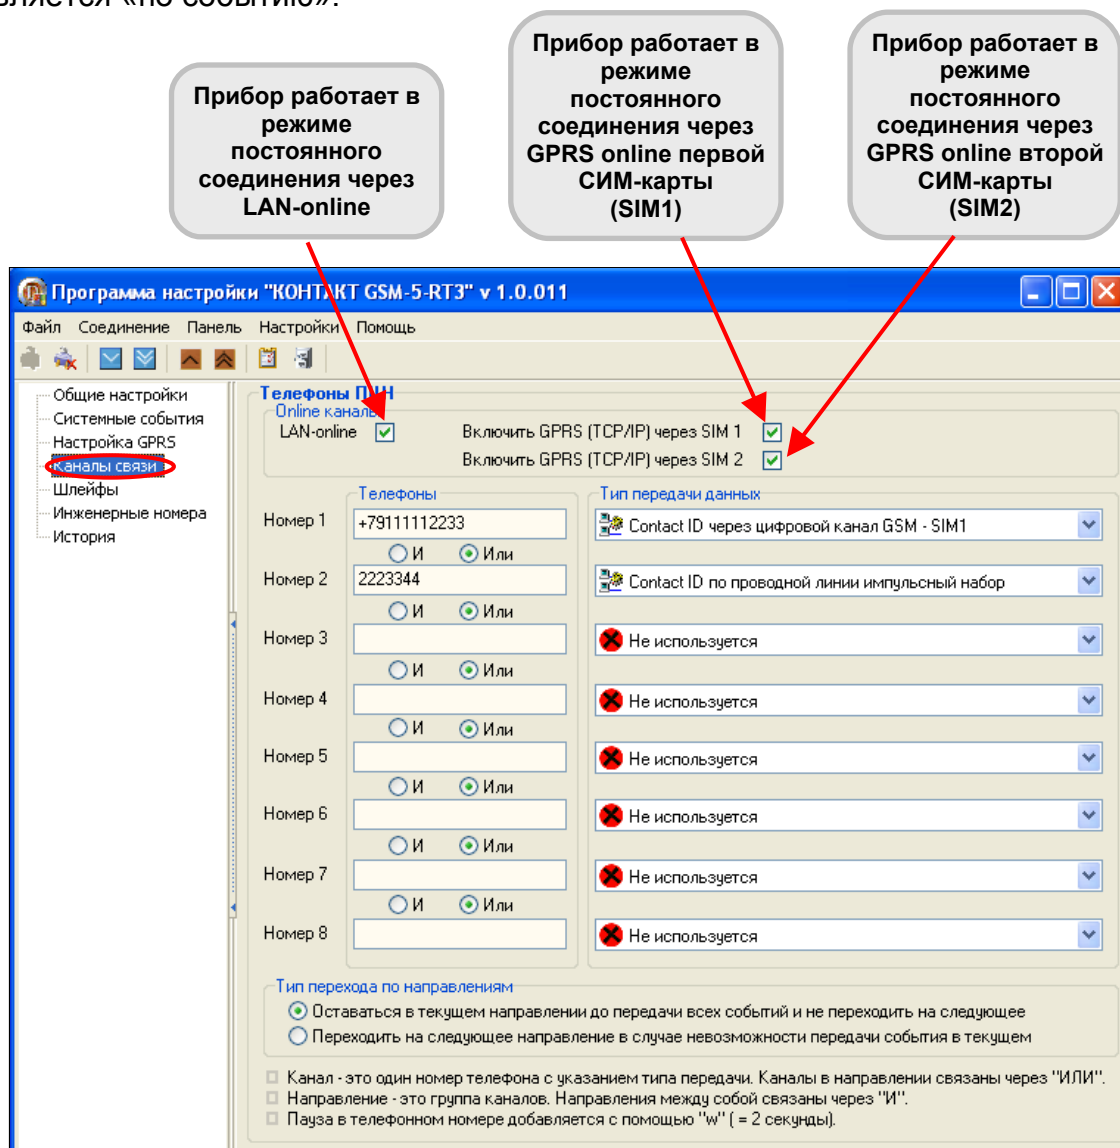 вляется «по событию».
Прибор работает в
режиме
постоянного
соединения через
LAN-online
Прибор работает в
режиме
постоянного
соединения через
GPRS online первой
СИМ-карты
(SIM1)
Прибор работает в
режиме
постоянного
соединения через
GPRS online второй
СИМ-карты
(SIM2)
Программа настройки "КОНТАКТ GSM-5-RT3" v 1.0.011
Файл Соединение Панель Настройки Помощь
Общие настройки
Системные события
Настройка GPRS
Каналы связи
Шлейфы
Инженерные номера
История
Телефоны ПЦН
Online каналы
LAN-online Включить GPRS (TCP/IP) через SIM 1
Включить GPRS (TCP/IP) через SIM 2
Телефоны Тип передачи данных
Номер 1 +79111112233 Contact ID через цифровой канал GSM - SIM1
И Или
Номер 2 2223344 Contact ID по проводной линии импульсный набор
И Или
Номер 3 Не используется
И Или
Номер 4 Не используется
И Или
Номер 5 Не используется
И Или
Номер 6 Не используется
И Или
Номер 7 Не используется
И Или
Номер 8 Не используется
Тип перехода по направлениям
Оставаться в текущем направлении до передачи всех событий и не переходить на следующее
Переходить на следующее направление в случае невозможности передачи события в текущем
Канал - это один номер телефона с указанием типа передачи. Каналы в направлении связаны через "ИЛИ".
Направление - это группа каналов. Направления между собой связаны через "И".
Пауза в телефонном номере добавляется с помощью "w" ( = 2 секунды).